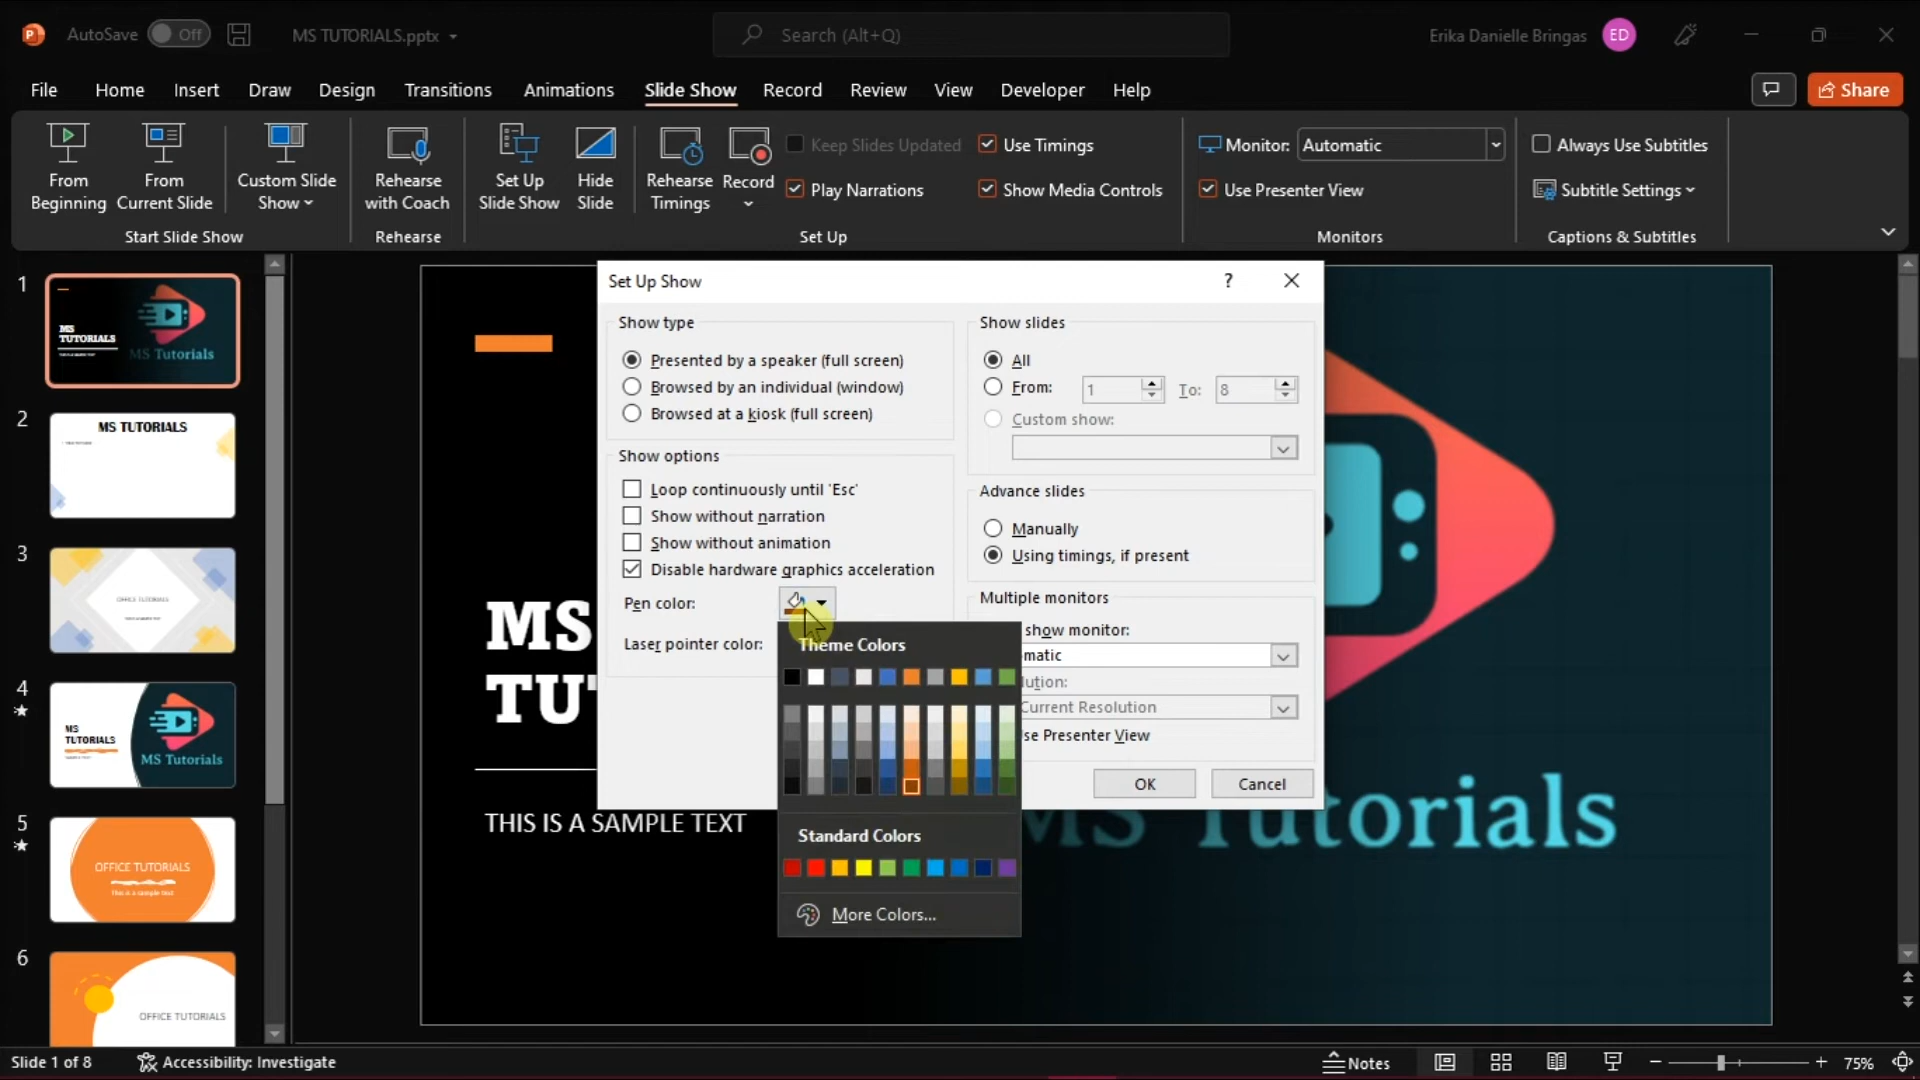 AutoSave Off MS TUTORIALS.pptx Search (Alt+Q) Erika Danielle Bringas ED
File Home Insert Draw Design Transitions Animations Slide Show Record Review View Developer Help Share
From Beginning
From Current Slide
Custom Slide Show
Start Slide Show
Rehearse with Coach
Rehearse
Set Up Slide Show
Hide Slide
Rehearse Timings
Record
Keep Slides Updated
Use Timings
Play Narrations
Show Media Controls
Set Up
Monitor: Automatic
Use Presenter View
Monitors
Always Use Subtitles
Subtitle Settings
Captions & Subtitles
1
MS
TUTORIALS
MS Tutorials
2
MS TUTORIALS
3
OFFICE TUTORIALS
4
MS
TUTORIALS
MS Tutorials
5
OFFICE TUTORIALS
This is a sample text
6
OFFICE TUTORIALS
MS
TUT
THIS IS A SAMPLE TEXT
MS Tutorials
Set Up Show ?
Show type
Presented by a speaker (full screen)
Browsed by an individual (window)
Browsed at a kiosk (full screen)
Show options
Loop continuously until 'Esc'
Show without narration
Show without animation
Disable hardware graphics acceleration
Pen color:
Laser pointer color:
Theme Colors
Standard Colors
More Colors...
Show slides
All
From: 1 To: 8
Custom show:
Advance slides
Manually
Using timings, if present
Multiple monitors
show monitor:
matic
lution:
Current Resolution
se Presenter View
OK Cancel
Slide 1 of 8 Accessibility: Investigate Notes 75%